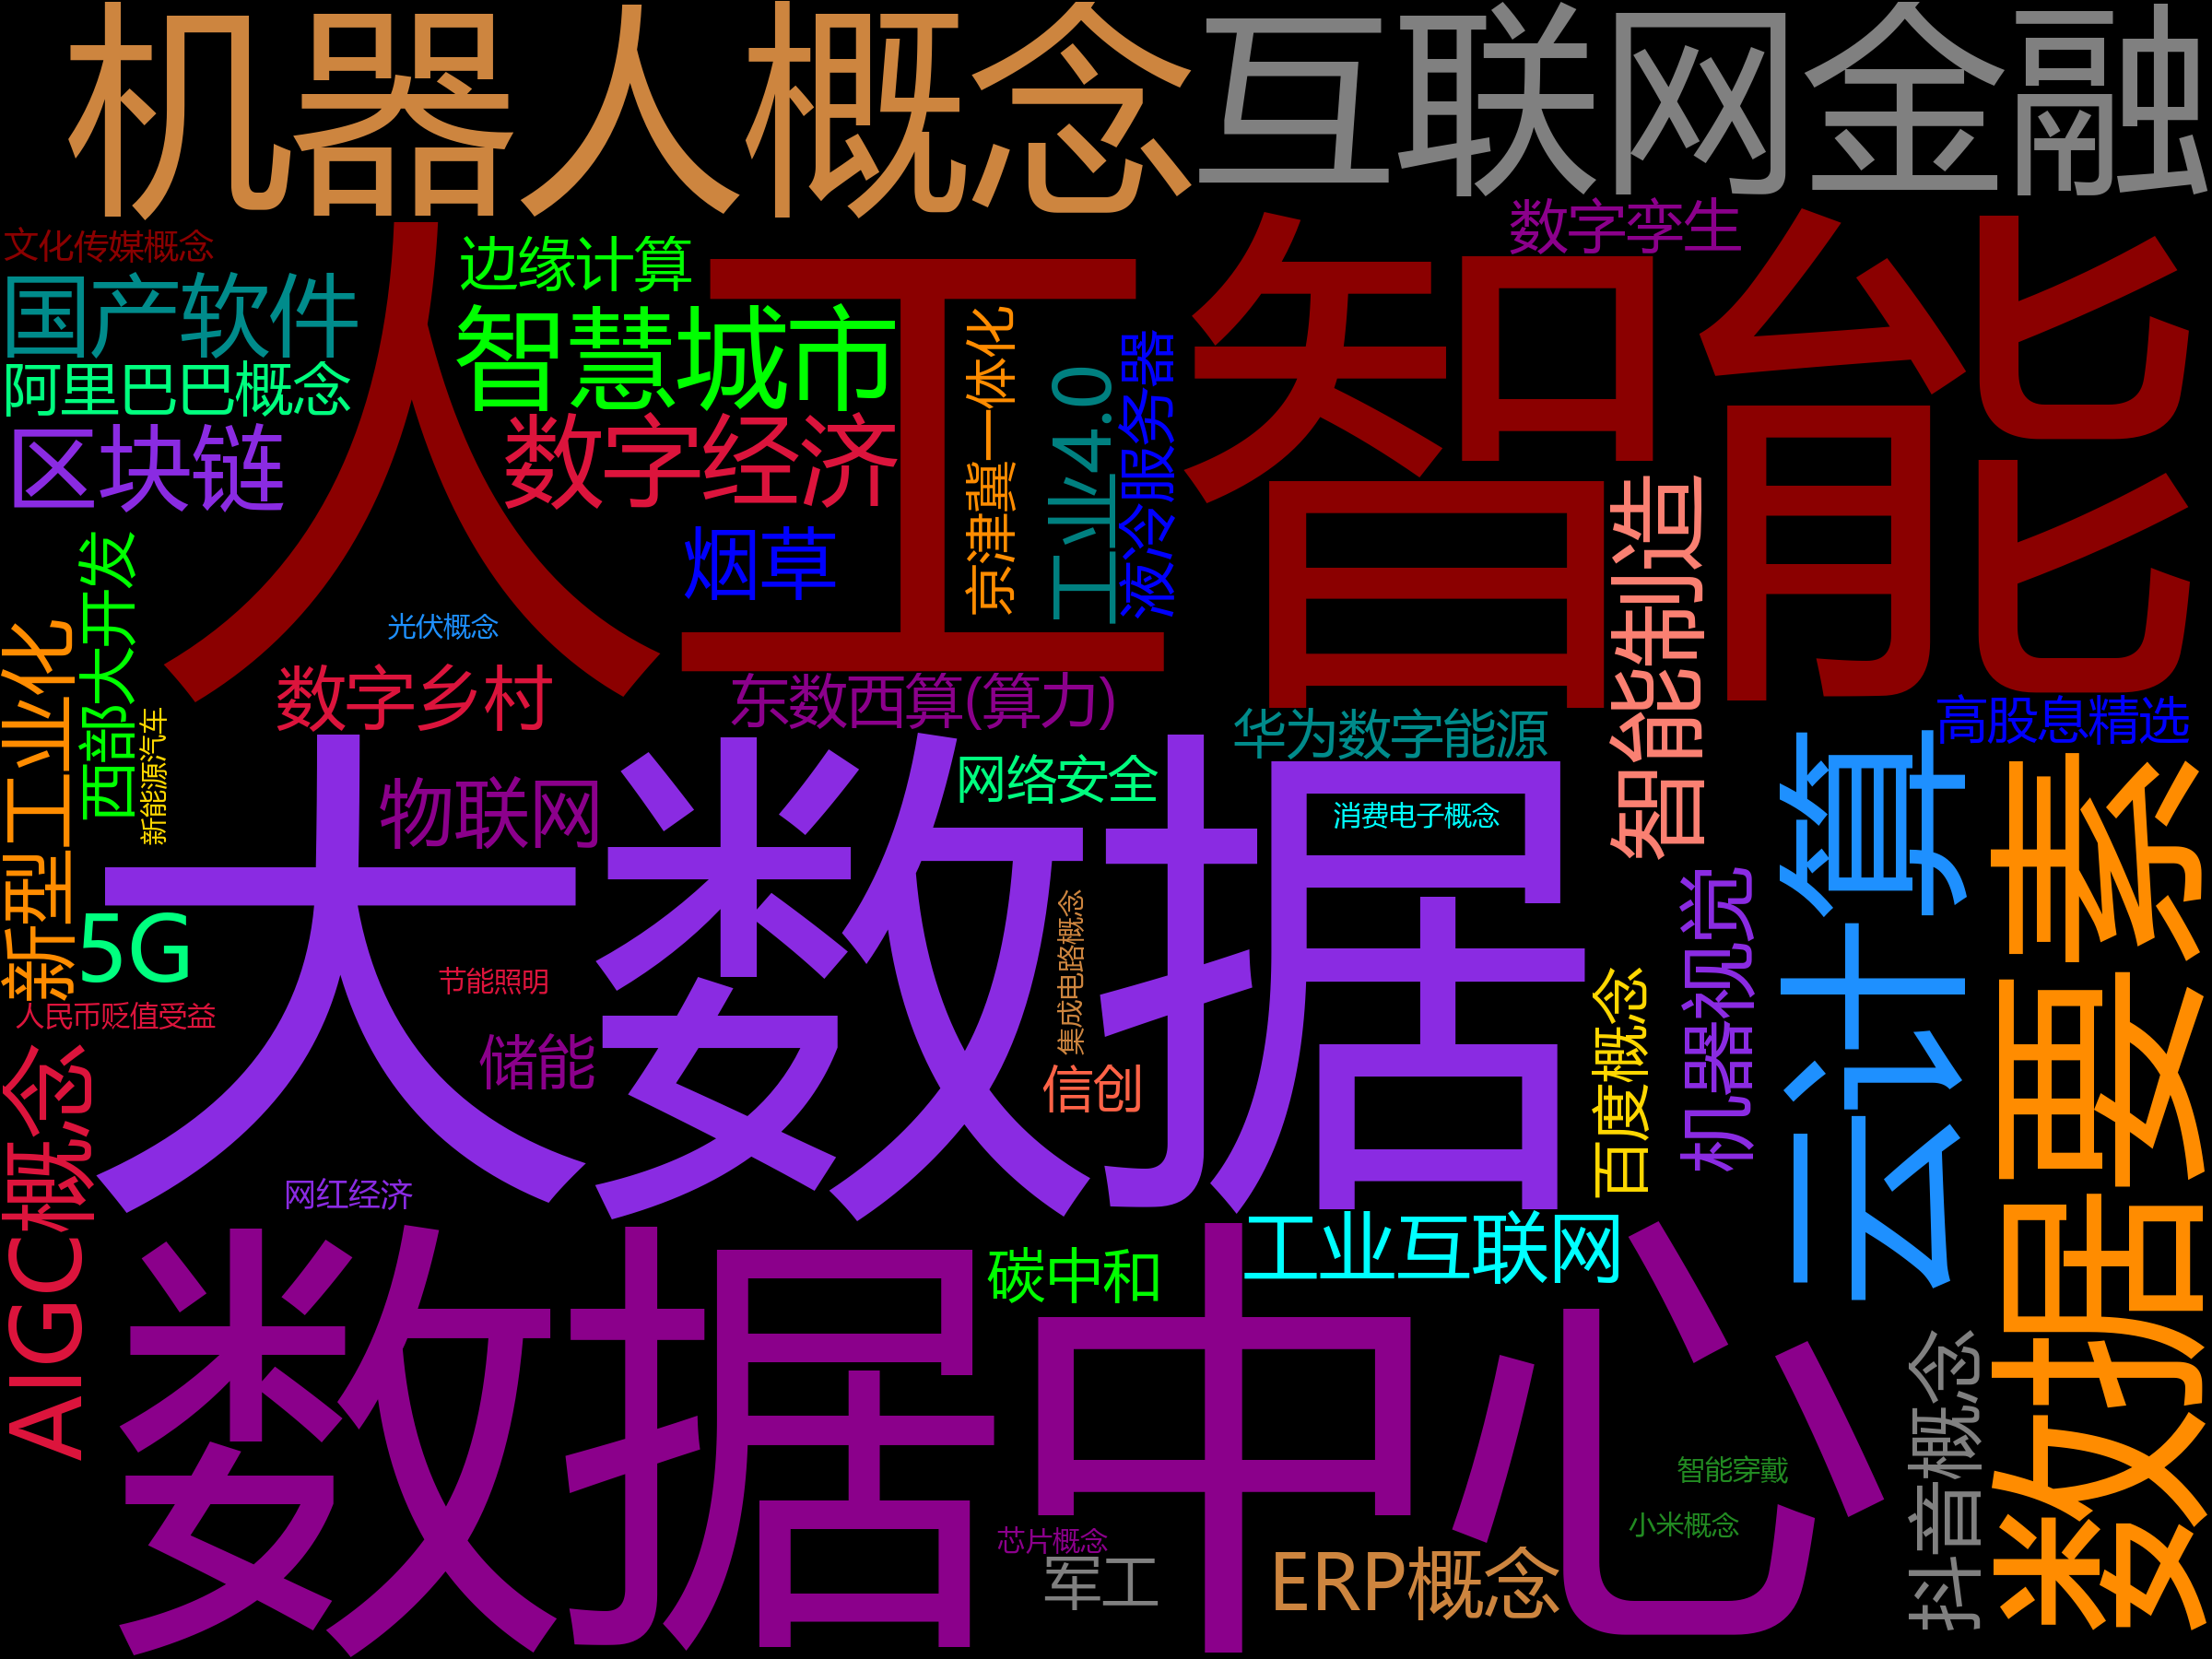 机器人概念
互联网金融
人工智能
数字孪生
文化传媒概念
边缘计算
国产软件
智慧城市
阿里巴巴概念
数字经济
区块链
京津冀一体化
工业4.0
液冷服务器
烟草
智能制造
西部大开发
光伏概念
新型工业化
数字乡村
东数西算(算力)
新能源汽车
华为数字能源
高股息精选
大数据
物联网
网络安全
消费电子概念
云计算
数据要素
机器视觉
5G
节能照明
集成电路概念
人民币贬值受益
储能
信创
百度概念
AIGC概念
网红经济
工业互联网
碳中和
数据中心
抖音概念
智能穿戴
小米概念
芯片概念
军工
ERP概念